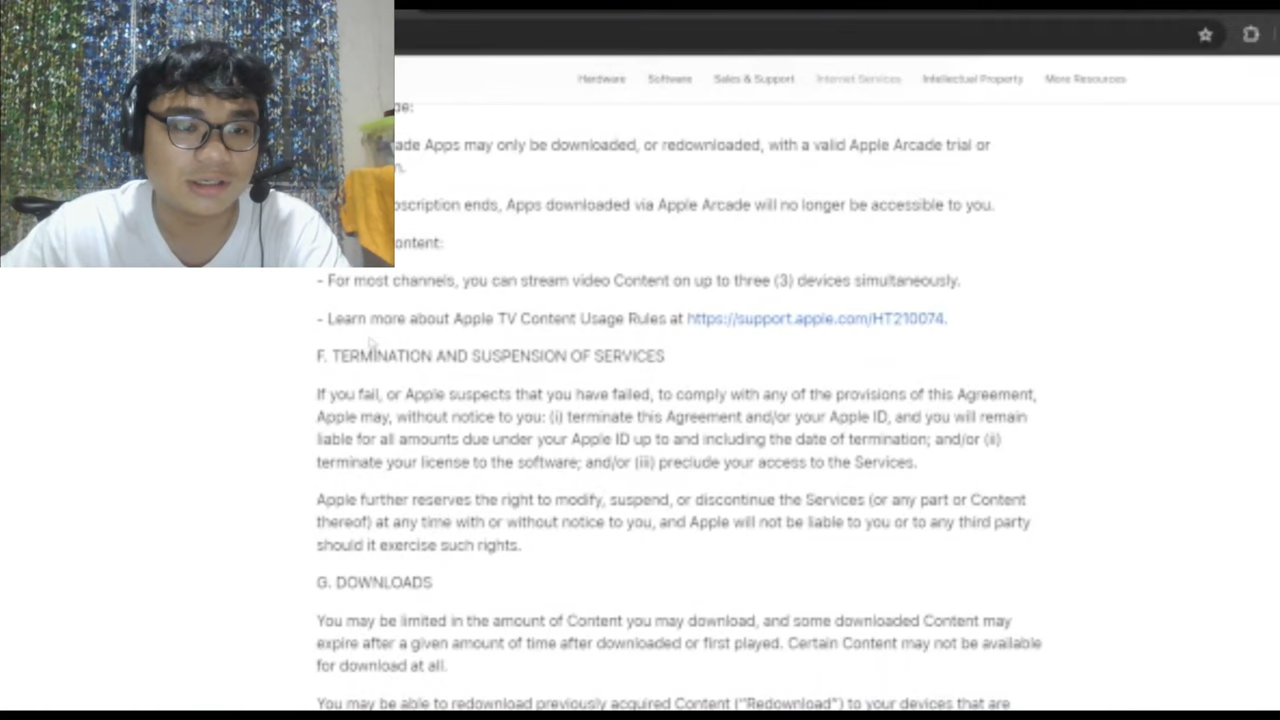 Hardware Software Sales & Support Internet Services Intellectual Property More Resources
ge:
ade Apps may only be downloaded, or redownloaded, with a valid Apple Arcade trial or
n.
bscription ends, Apps downloaded via Apple Arcade will no longer be accessible to you.
ontent:
- For most channels, you can stream video Content on up to three (3) devices simultaneously.
- Learn more about Apple TV Content Usage Rules at https://support.apple.com/HT210074.
F. TERMINATION AND SUSPENSION OF SERVICES
If you fail, or Apple suspects that you have failed, to comply with any of the provisions of this Agreement,
Apple may, without notice to you: (i) terminate this Agreement and/or your Apple ID, and you will remain
liable for all amounts due under your Apple ID up to and including the date of termination; and/or (ii)
terminate your license to the software; and/or (iii) preclude your access to the Services.
Apple further reserves the right to modify, suspend, or discontinue the Services (or any part or Content
thereof) at any time with or without notice to you, and Apple will not be liable to you or to any third party
should it exercise such rights.
G. DOWNLOADS
You may be limited in the amount of Content you may download, and some downloaded Content may
expire after a given amount of time after downloaded or first played. Certain Content may not be available
for download at all.
You may be able to redownload previously acquired Content ("Redownload") to your devices that are